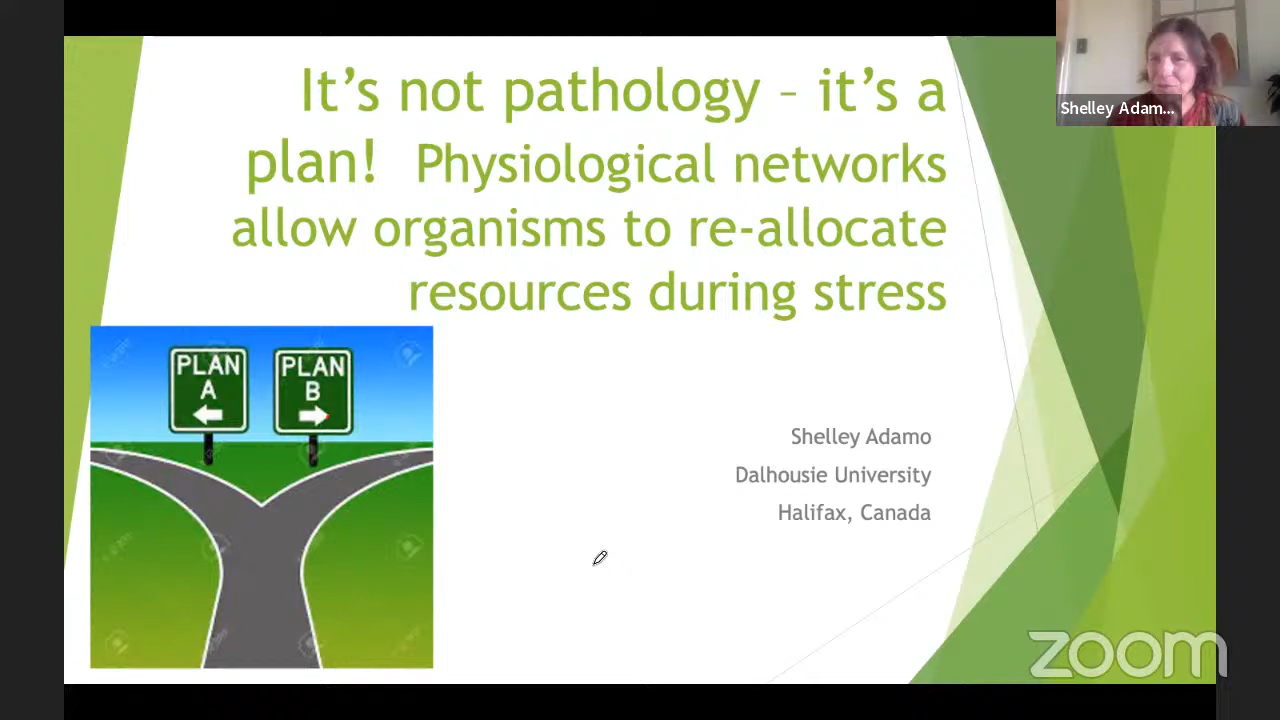 It's not pathology – it's a
plan! Physiological networks
allow organisms to re-allocate
resources during stress
PLAN
A
PLAN
B
Shelley Adamo
Dalhousie University
Halifax, Canada
Shelley Adam...
zoom